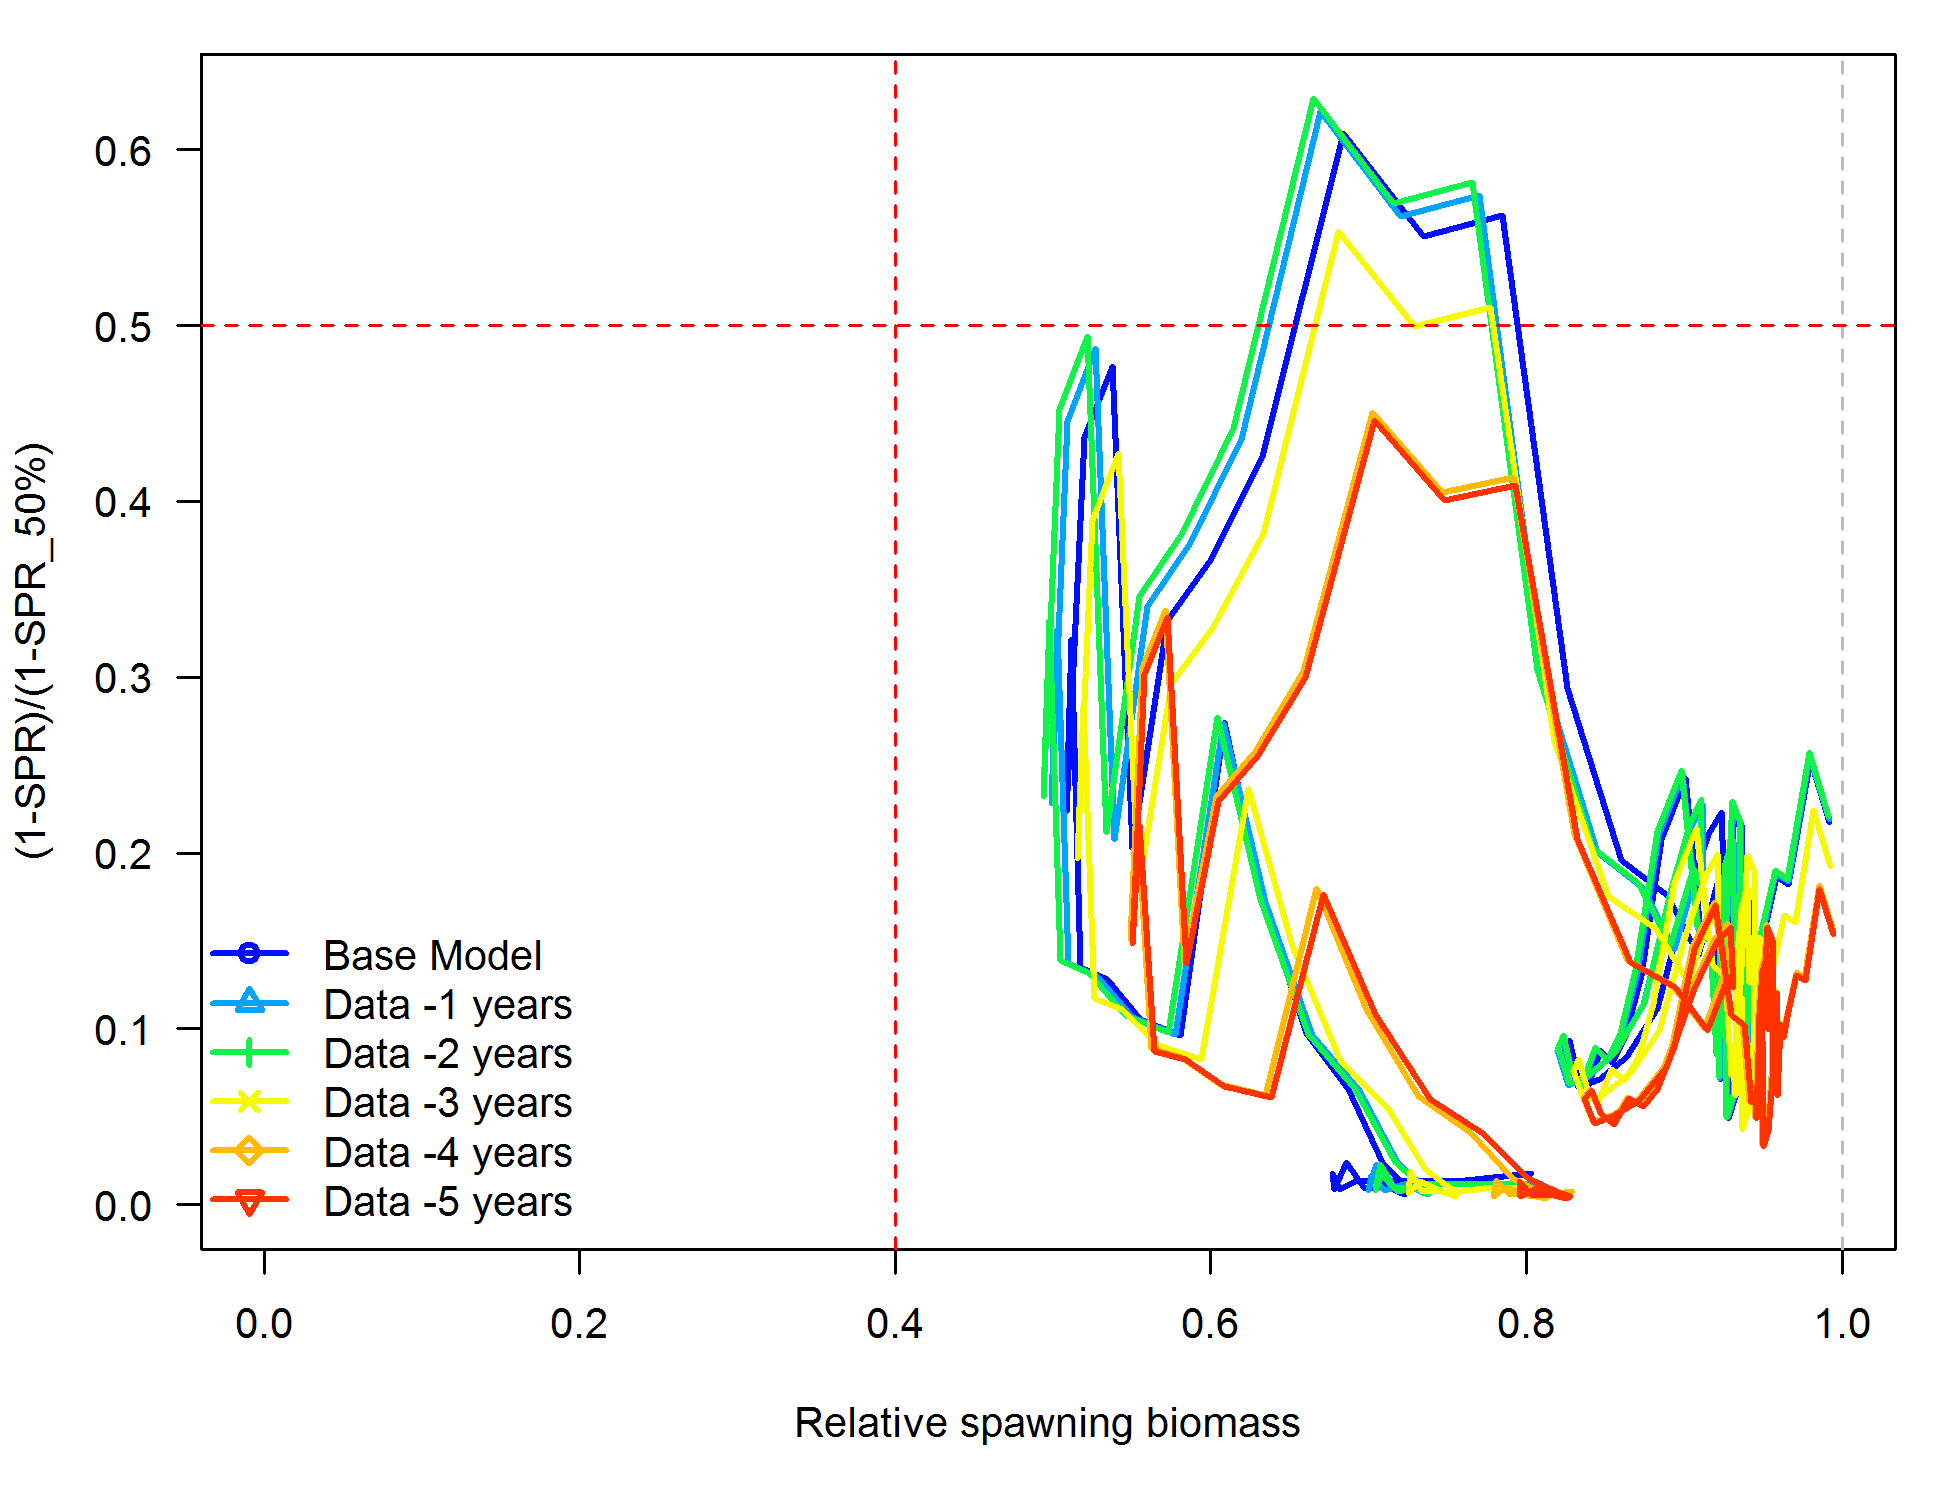 0.6
0.5
0.4
0.3
0.2
0.1
0.0
(1-SPR)/(1-SPR_50%)
Base Model
Data -1 years
Data -2 years
Data -3 years
Data -4 years
Data -5 years
0.0 0.2 0.4 0.6 0.8 1.0
Relative spawning biomass